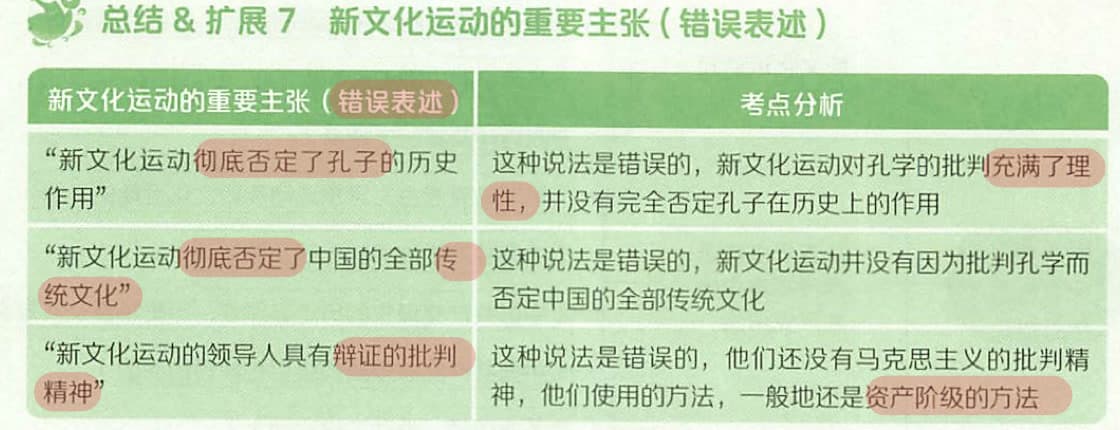 总结 & 扩展 7 新文化运动的重要主张（错误表述）
新文化运动的重要主张（错误表述）
考点分析
“新文化运动彻底否定了孔子的历史
作用”
这种说法是错误的，新文化运动对孔学的批判充满了理
性，并没有完全否定孔子在历史上的作用
“新文化运动彻底否定了中国的全部传
统文化”
这种说法是错误的，新文化运动并没有因为批判孔学而
否定中国的全部传统文化
“新文化运动的领导人具有辩证的批判
精神”
这种说法是错误的，他们还没有马克思主义的批判精
神，他们使用的方法，一般地还是资产阶级的方法